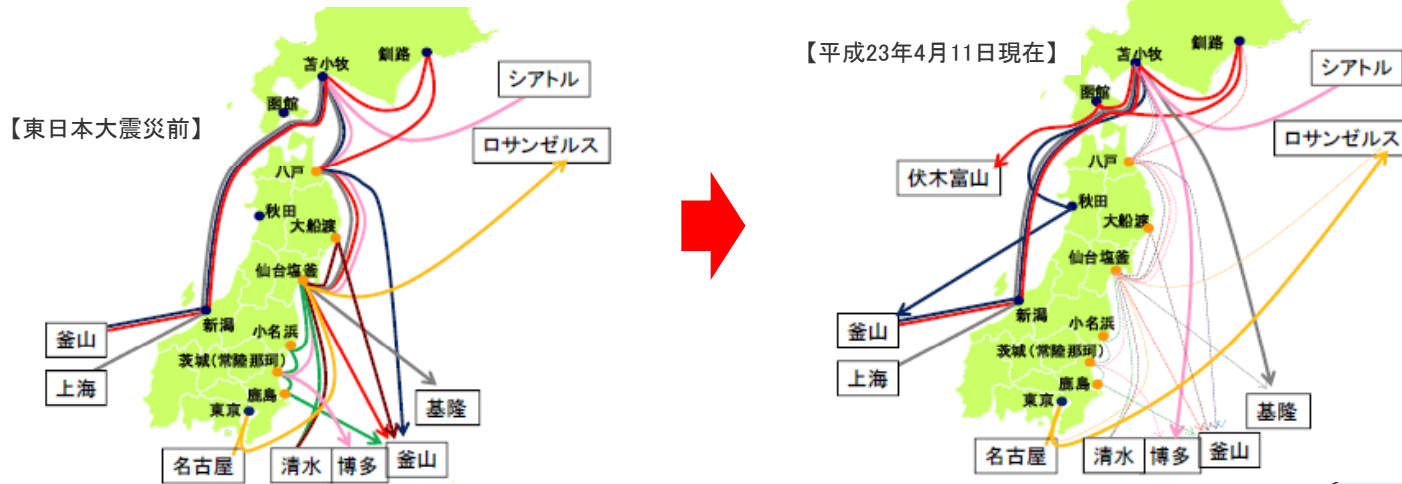 【東日本大震災前】
苫小牧
釧路
シアトル
函館
ロサンゼルス
八戸
秋田
大船渡
仙台塩釜
新潟
釜山
小名浜
茨城(常陸那珂)
上海
鹿島
東京
基隆
名古屋
清水
博多
釜山
【平成23年4月11日現在】
苫小牧
釧路
シアトル
函館
ロサンゼルス
八戸
伏木富山
秋田
大船渡
仙台塩釜
新潟
釜山
小名浜
茨城(常陸那珂)
上海
鹿島
東京
基隆
名古屋
清水
博多
釜山